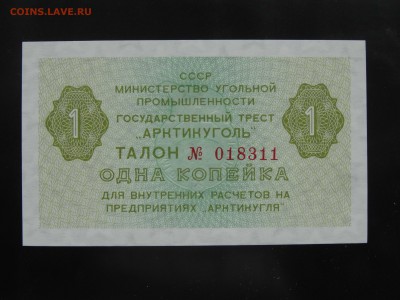 COINS.LAVE.RU
СССР
МИНИСТЕРСТВО УГОЛЬНОЙ
ПРОМЫШЛЕННОСТИ
ГОСУДАРСТВЕННЫЙ ТРЕСТ
„АРКТИКУГОЛЬ"
ТАЛОН № 018311
1 1
ОДНА КОПЕЙКА
ДЛЯ ВНУТРЕННИХ РАСЧЕТОВ НА
ПРЕДПРИЯТИЯХ „АРКТИКУГЛЯ"